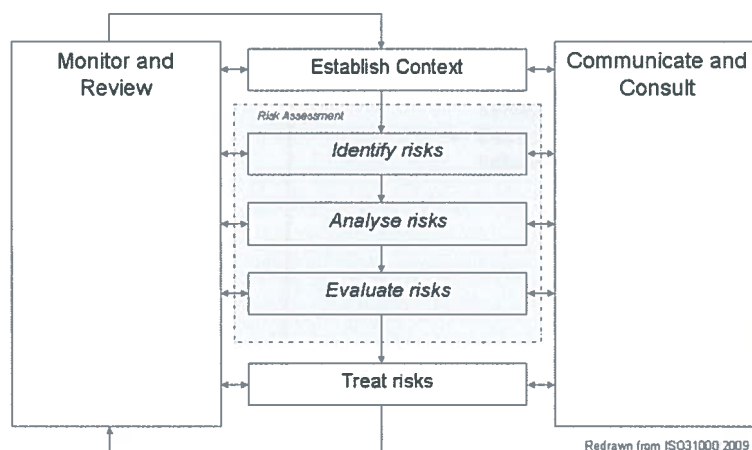 Monitor and
Review
Establish Context
Communicate and
Consult
Risk Assessment
Identify risks
Analyse risks
Evaluate risks
Treat risks
Redrawn from ISO31000 2009